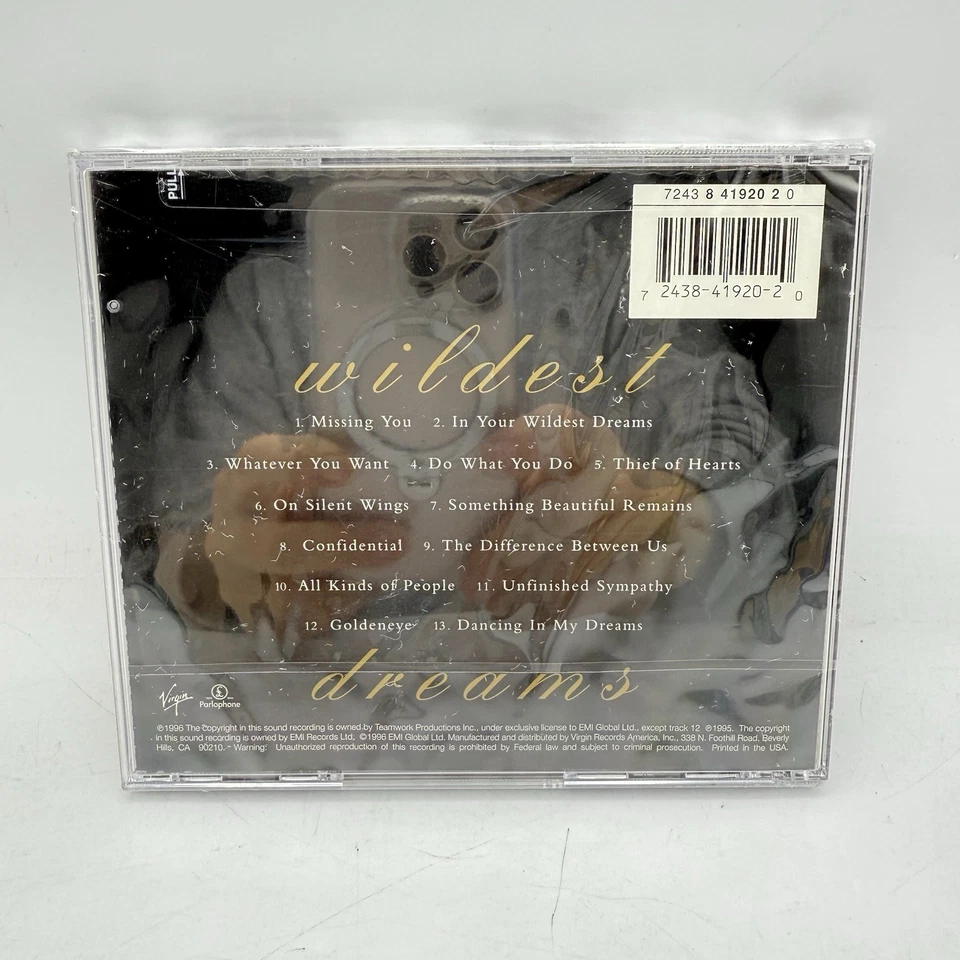 PULL
7243 8 41920 2 0
7 2438-41920-2 0
wildest
1. Missing You 2. In Your Wildest Dreams
3. Whatever You Want 4. Do What You Do 5. Thief of Hearts
6. On Silent Wings 7. Something Beautiful Remains
8. Confidential 9. The Difference Between Us
10. All Kinds of People 11. Unfinished Sympathy
12. Goldeneye 13. Dancing In My Dreams
dreams
Virgin Parlophone
℗1996 The copyright in this sound recording is owned by Teamwork Productions Inc., under exclusive license to EMI Global Ltd., except track 12 ℗1995. The copyright
in this sound recording is owned by EMI Records Ltd. ©1996 EMI Global Ltd. Manufactured and distributed by Virgin Records America, Inc., 338 N. Foothill Road, Beverly
Hills, CA 90210. - Warning: Unauthorized reproduction of this recording is prohibited by Federal law and subject to criminal prosecution. Printed in the USA.